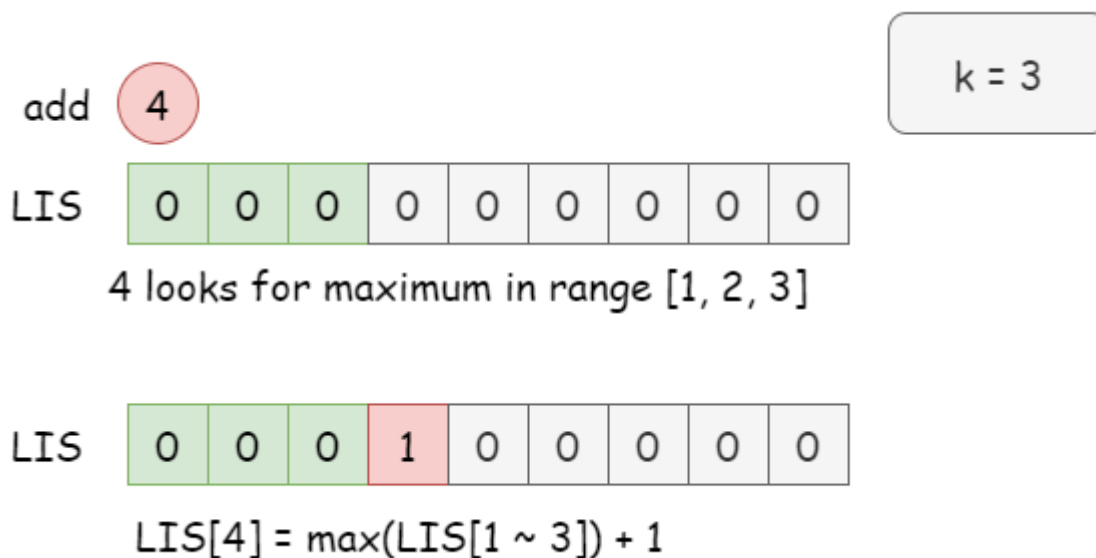 k = 3
add 4
LIS 0 0 0 0 0 0 0 0 0
4 looks for maximum in range [1, 2, 3]
LIS 0 0 0 1 0 0 0 0 0
LIS[4] = max(LIS[1 ~ 3]) + 1